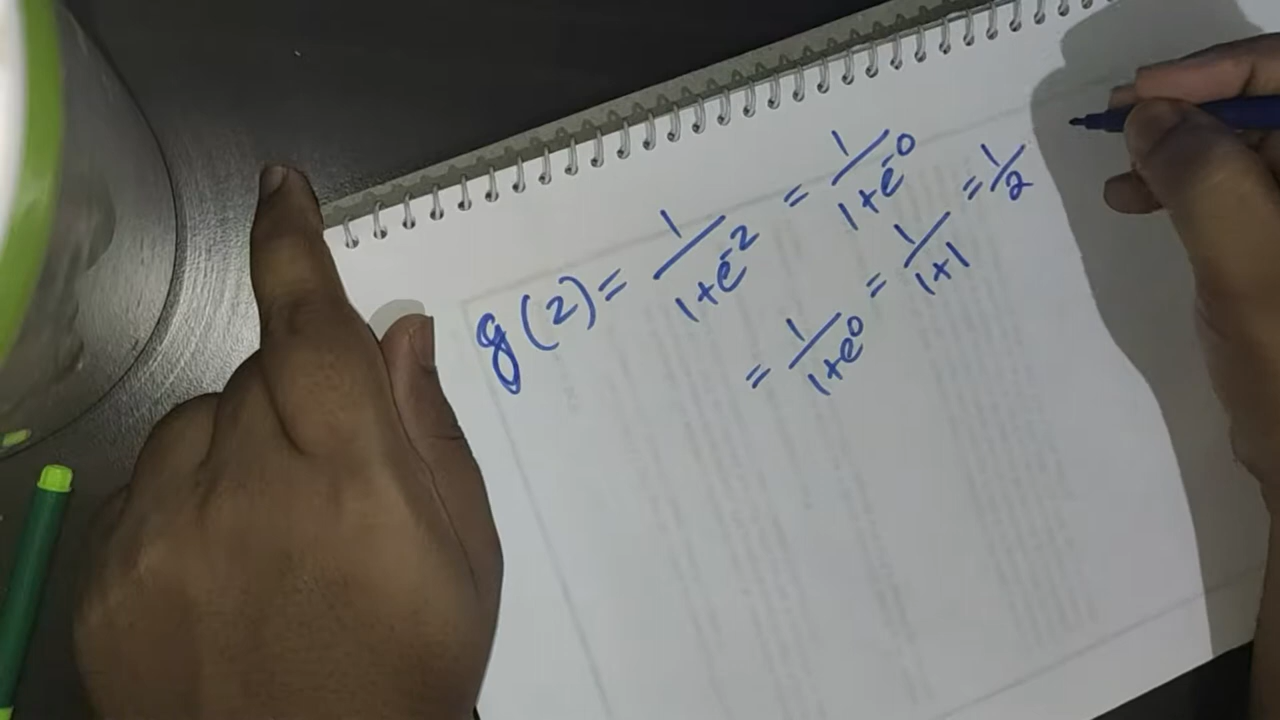 g(2) = 1/1+e^-2 = 1/1+e^-0
= 1/1+e^0 = 1/1+1 = 1/2